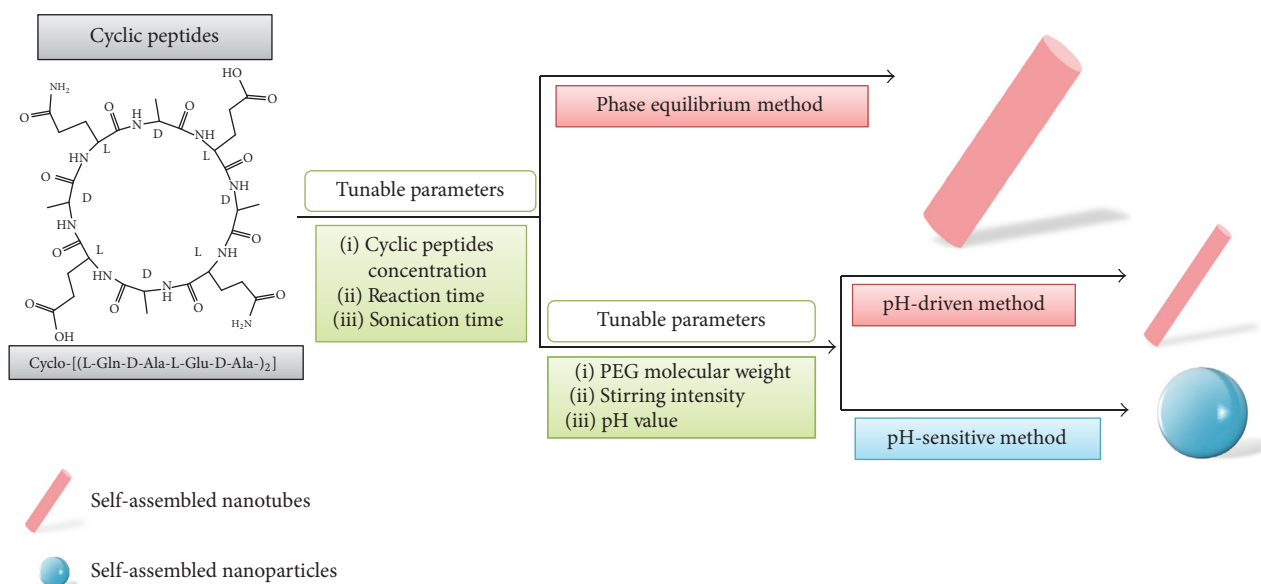 Cyclic peptides
NH₂
O
O
H
N
D
O
HO
O
NH
L
O
NH
D
O
NH
L
O
O
H₂N
N
H
O
D
HN
O
L
O
OH
O
HN
D
O
HN
L
Cyclo-[(L-Gln-D-Ala-L-Glu-D-Ala-)₂]
Tunable parameters
(i) Cyclic peptides
concentration
(ii) Reaction time
(iii) Sonication time
Phase equilibrium method
Tunable parameters
(i) PEG molecular weight
(ii) Stirring intensity
(iii) pH value
pH-driven method
pH-sensitive method
Self-assembled nanotubes
Self-assembled nanoparticles